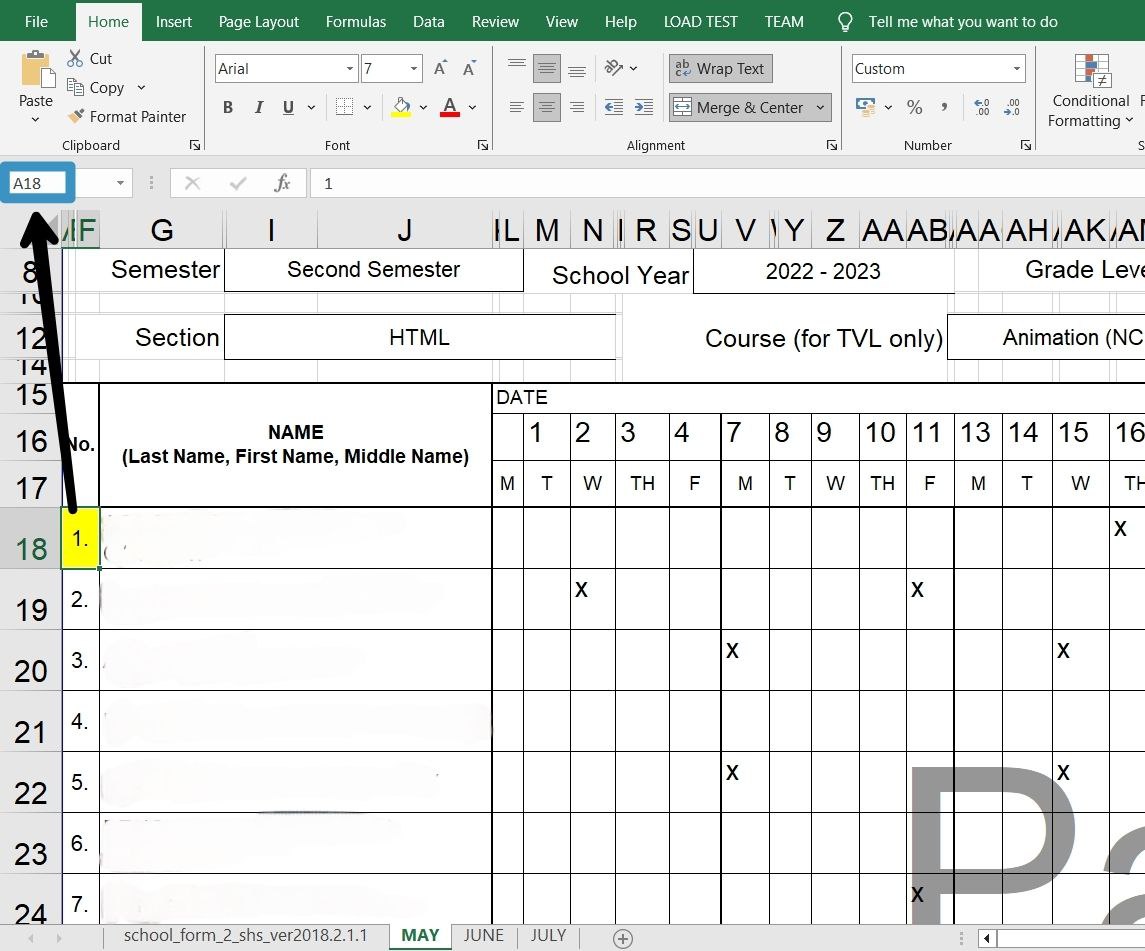 File Home Insert Page Layout Formulas Data Review View Help LOAD TEST TEAM Tell me what you want to do
Paste
Cut
Copy
Format Painter
Clipboard
Arial 7
A A
B I U A
Font
ab Wrap Text
Merge & Center
Alignment
Custom
% ,
Number
Conditional
Formatting
A18 fx 1
F G I J L M N R S U V Y Z AA AB AA AH AK
8 Semester Second Semester School Year 2022 - 2023 Grade Leve
10
12 Section HTML Course (for TVL only) Animation (NC
14
15 DATE
16 No. NAME 1 2 3 4 7 8 9 10 11 13 14 15 16
(Last Name, First Name, Middle Name)
17 M T W TH F M T W TH F M T W TH
18 1. X
19 2. X X
20 3. X X
21 4.
22 5. X X
23 6.
24 7. X
Pa
school_form_2_shs_ver2018.2.1.1 MAY JUNE JULY